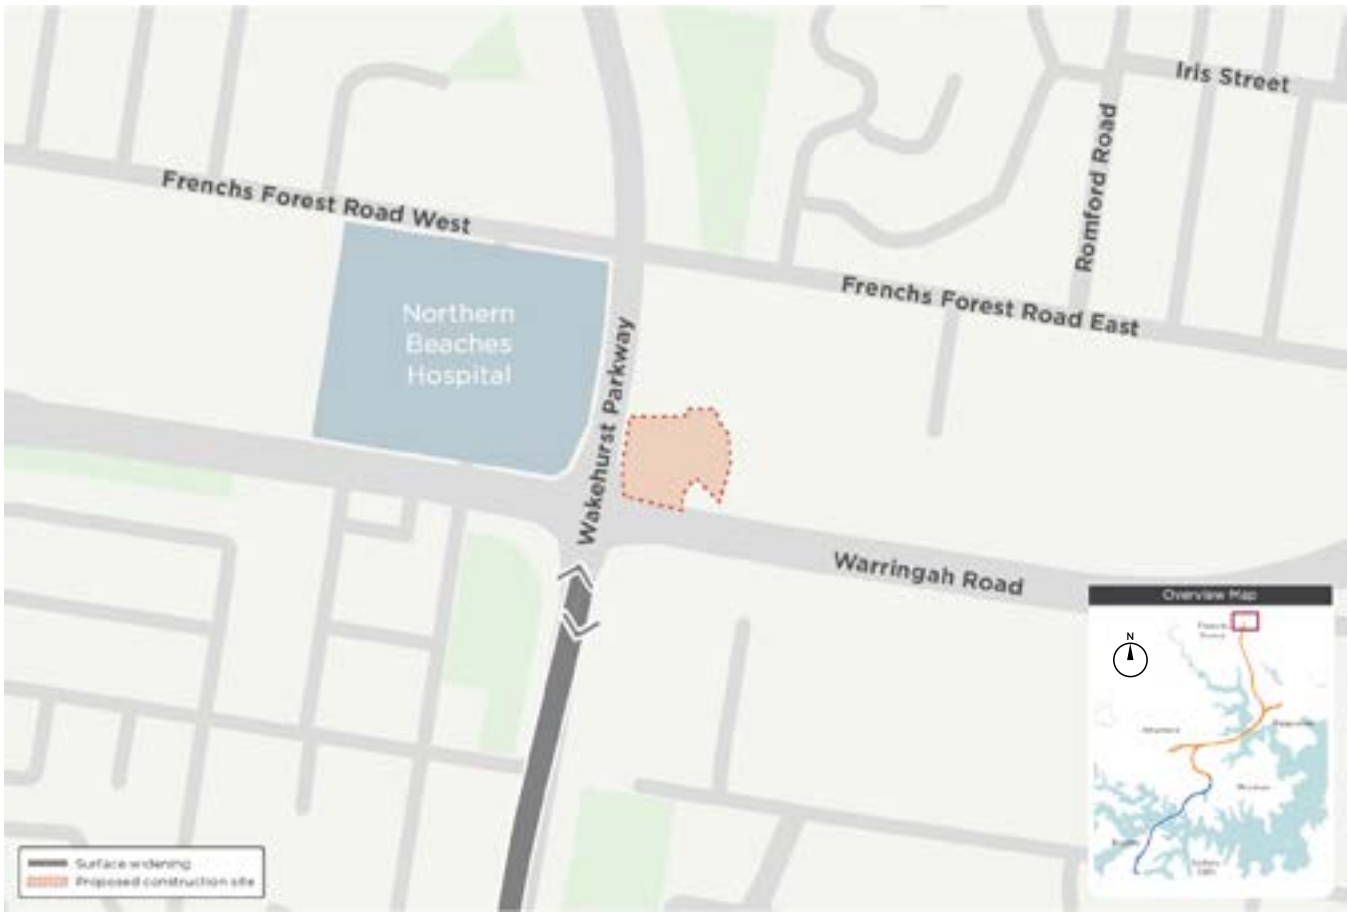 Iris Street
Romford Road
Frenchs Forest Road West
Frenchs Forest Road East
Northern
Beaches
Hospital
Wakehurst Parkway
Warringah Road
Overview Map
N
Surface widening
Proposed construction site